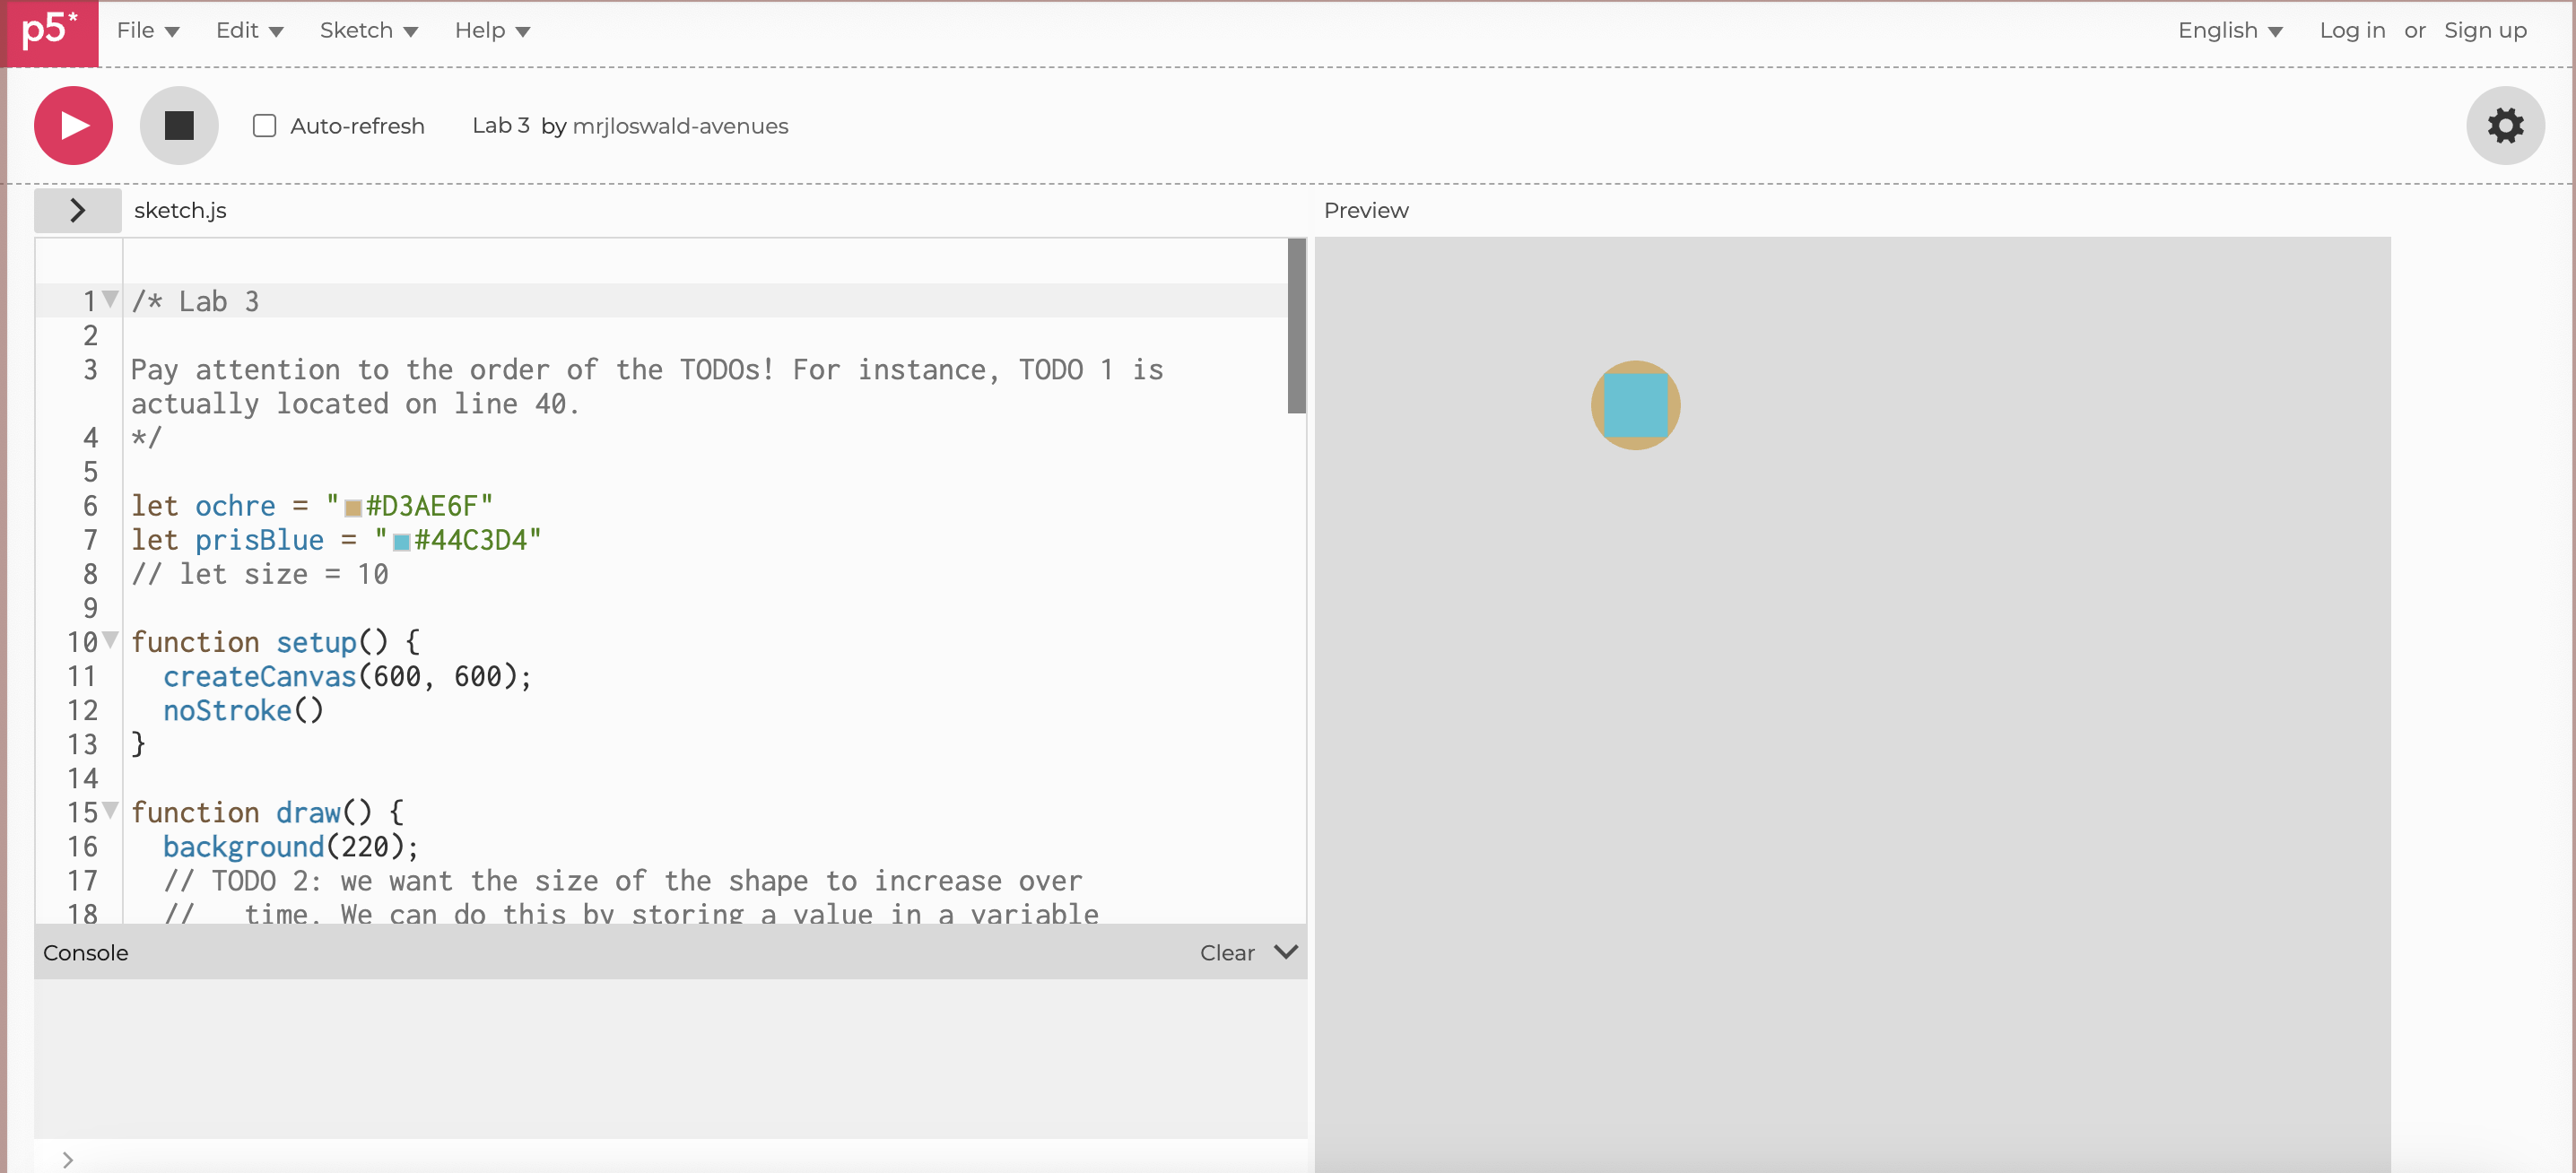 p5* File Edit Sketch Help English Log in or Sign up
Auto-refresh Lab 3 by mrjloswald-avenues
> sketch.js Preview
1 /* Lab 3
2
3 Pay attention to the order of the TODOs! For instance, TODO 1 is
actually located on line 40.
4 */
5
6 let ochre = "#D3AE6F"
7 let prisBlue = "#44C3D4"
8 // let size = 10
9
10 function setup() {
11 createCanvas(600, 600);
12 noStroke()
13 }
14
15 function draw() {
16 background(220);
17 // TODO 2: we want the size of the shape to increase over
18 // time. We can do this by storing a value in a variable
Console Clear
>